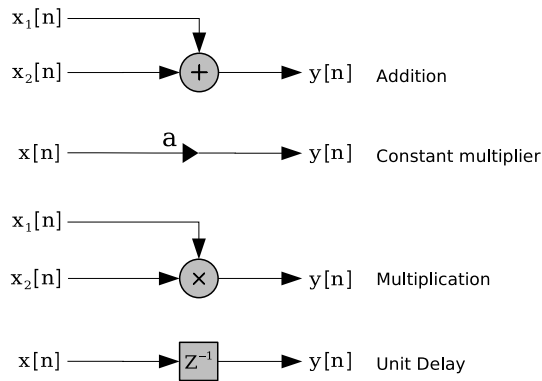 x₁[n]
x₂[n] + y[n] Addition
x[n] a y[n] Constant multiplier
x₁[n]
x₂[n] × y[n] Multiplication
x[n] Z⁻¹ y[n] Unit Delay